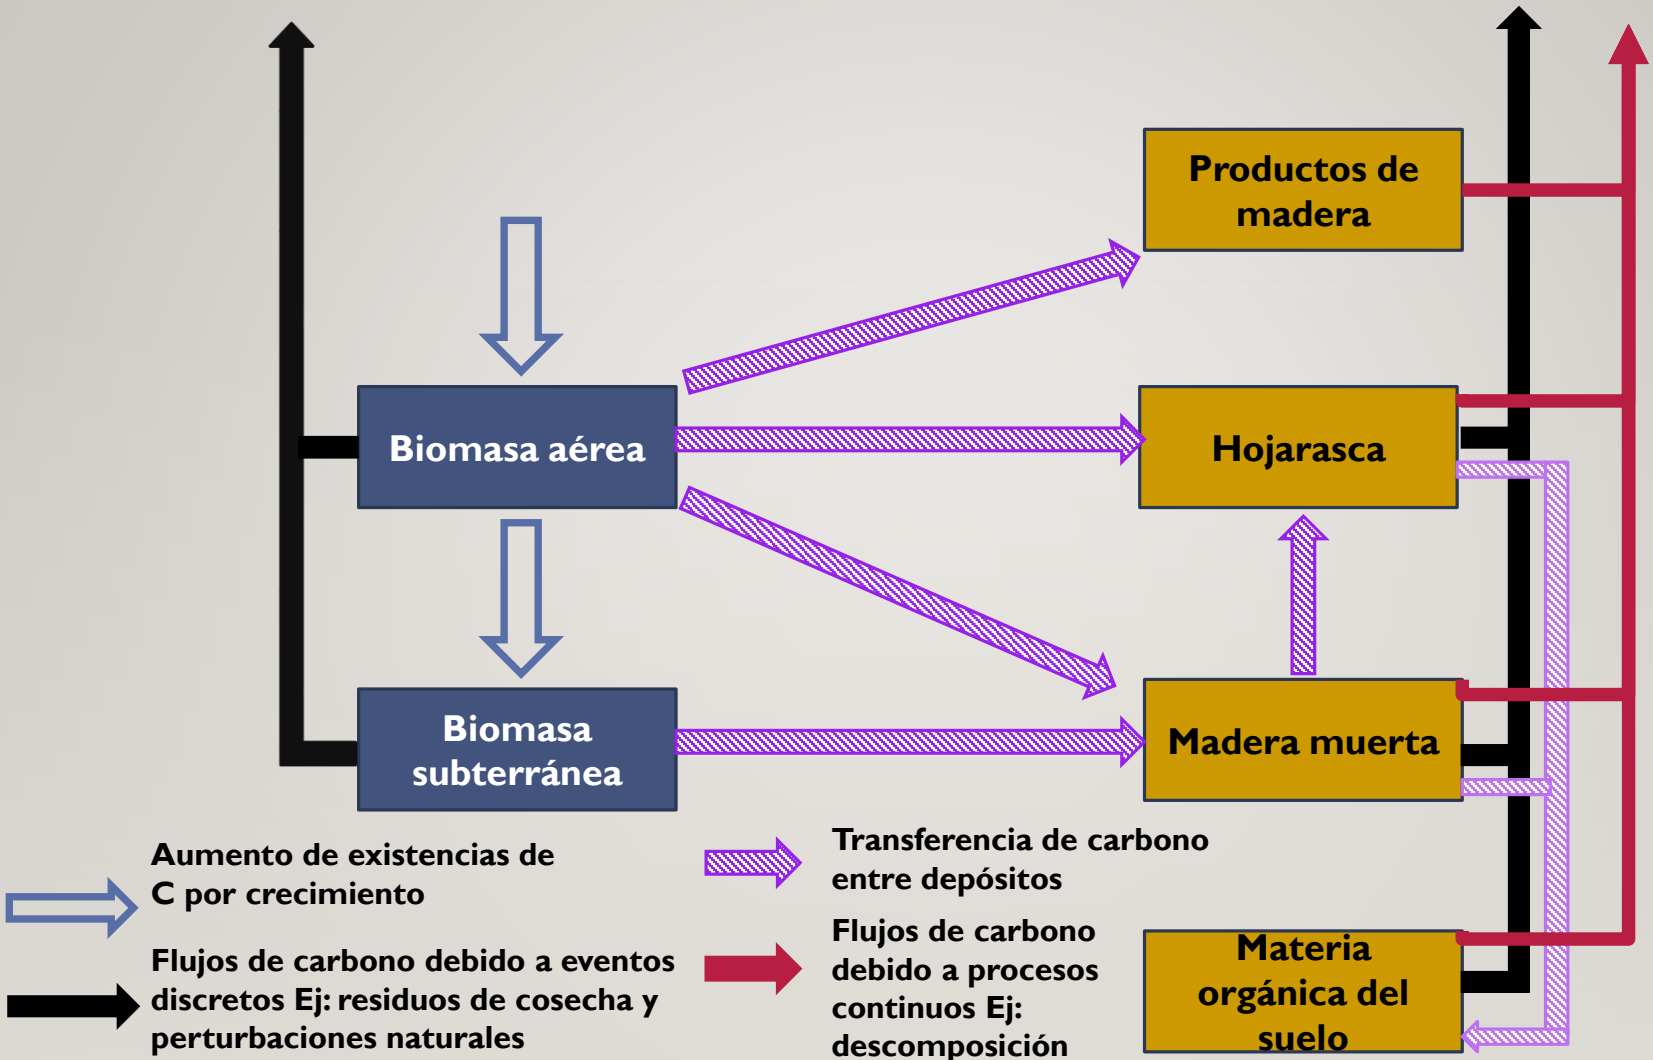 Productos de
madera
Biomasa aérea
Hojarasca
Biomasa
subterránea
Madera muerta
Aumento de existencias de
C por crecimiento
Transferencia de carbono
entre depósitos
Flujos de carbono debido a eventos
discretos Ej: residuos de cosecha y
perturbaciones naturales
Flujos de carbono
debido a procesos
continuos Ej:
descomposición
Materia
orgánica del
suelo